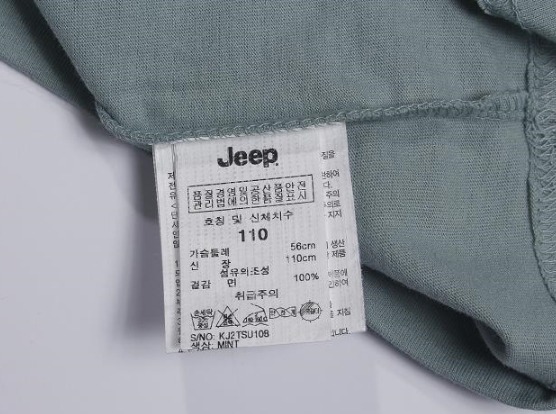 Jeep
품질경영및공산품안전
관리법에의한품질표시
호칭 및 신체치수
110
가슴둘레 56cm
신 장 110cm
섬유의조성
겉감 면 100%
취급주의
S/NO: KJ2TSU108
색상: MINT